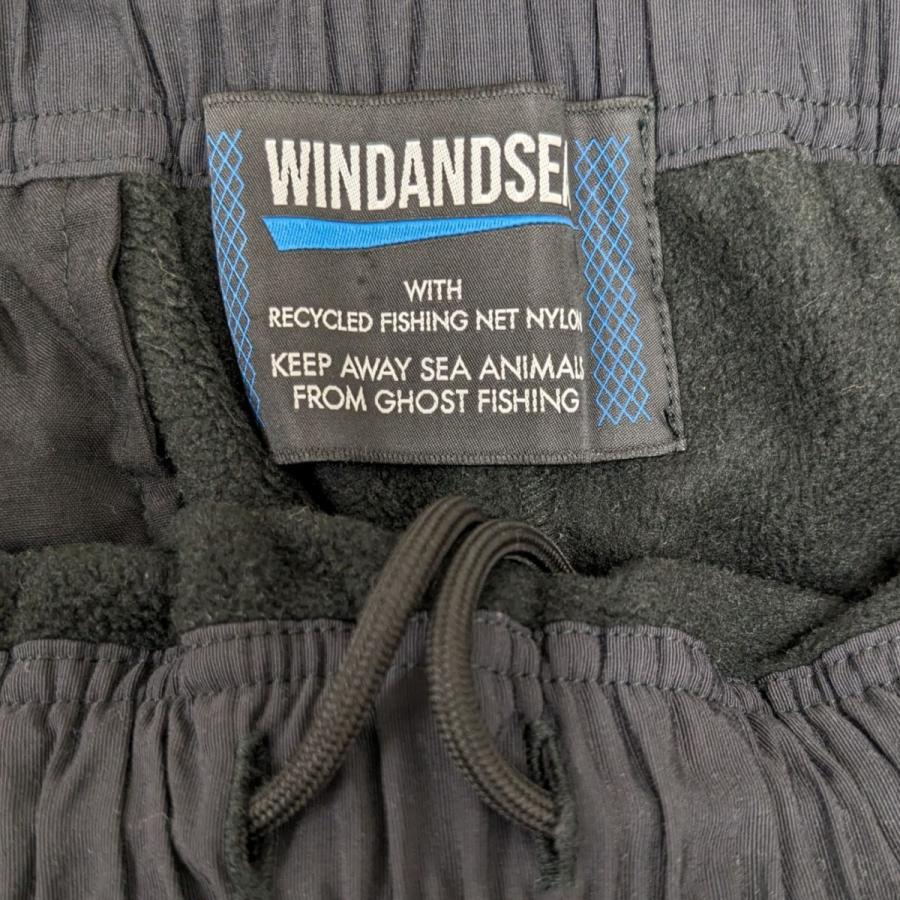 WINDANDSEA
WITH
RECYCLED FISHING NET NYLON
KEEP AWAY SEA ANIMALS
FROM GHOST FISHING